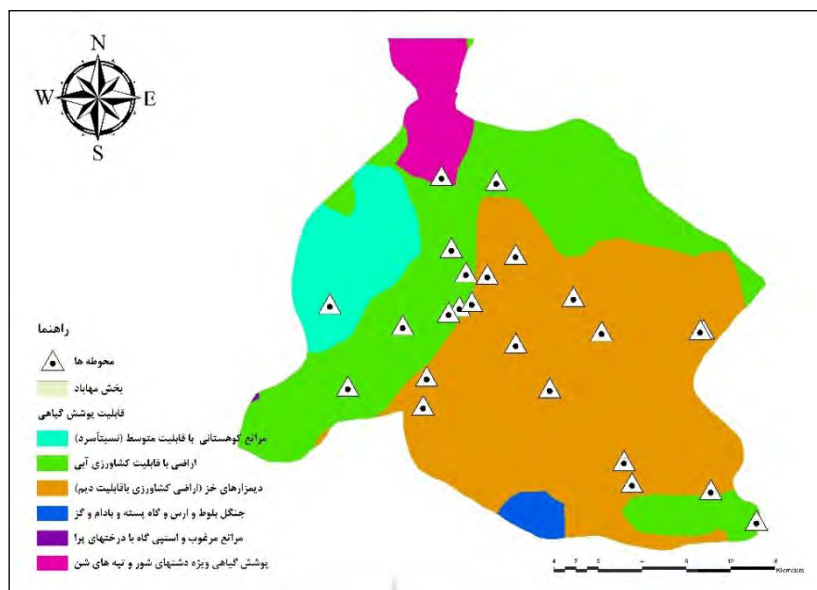 N
W E
S
راهنما
محوطه ها
بخش مهاباد
قابلیت پوشش گیاهی
مراتع کوهستانی با قابلیت متوسط (نسبتاًسرد)
اراضی با قابلیت کشاورزی آبی
دیمزارهای خز (اراضی کشاورزی باقابلیت دیم)
جنگل بلوط و ارس و گاه پسته و بادام و گز
مراتع مرغوب و استپی گاه با درختهای پرا
پوشش گیاهی ویژه دشتهای شور و تپه های شن
Kilometers